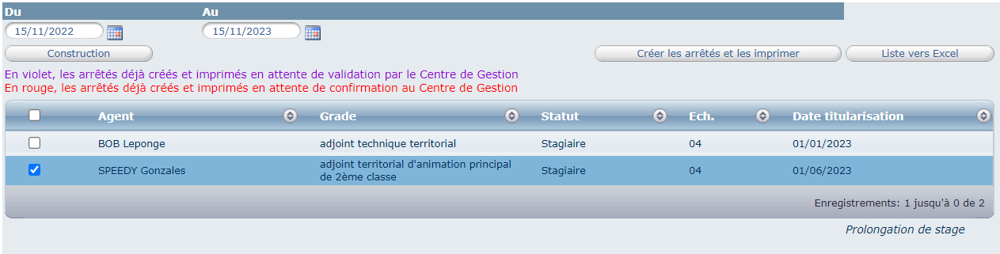 Du Au
15/11/2022 15/11/2023
Construction Créer les arrêtés et les imprimer Liste vers Excel
En violet, les arrêtés déjà créés et imprimés en attente de validation par le Centre de Gestion
En rouge, les arrêtés déjà créés et imprimés en attente de confirmation au Centre de Gestion
Agent Grade Statut Ech. Date titularisation
BOB Leponge adjoint technique territorial Stagiaire 04 01/01/2023
SPEEDY Gonzales adjoint territorial d'animation principal Stagiaire 04 01/06/2023
de 2ème classe
Enregistrements: 1 jusqu'à 0 de 2
Prolongation de stage